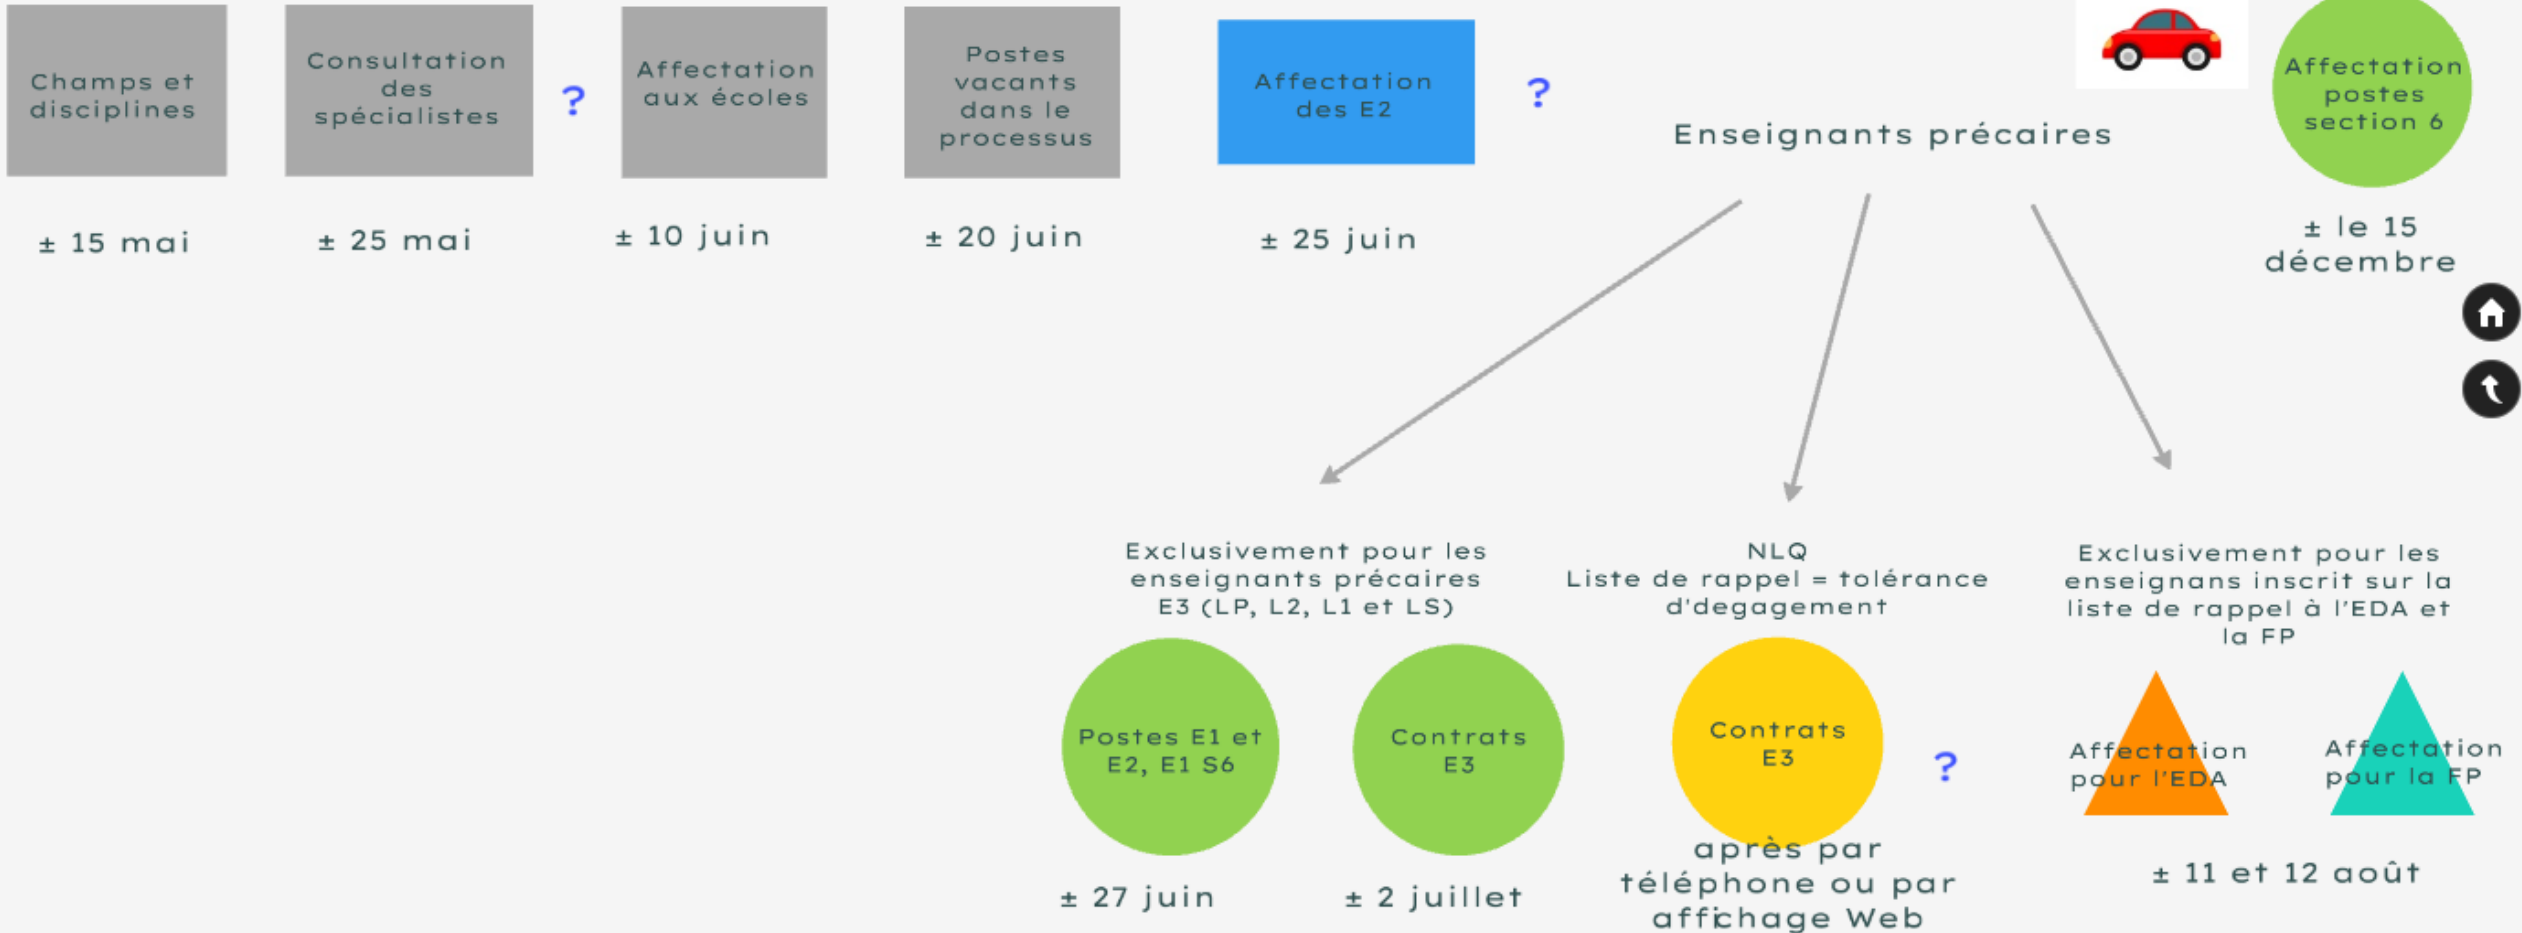 Champs et
disciplines
± 15 mai
Consultation
des
spécialistes
± 25 mai
?
Affectation
aux écoles
± 10 juin
Postes
vacants
dans le
processus
± 20 juin
Affectation
des E2
± 25 juin
?
Enseignants précaires
Affectation
postes
section 6
± le 15
décembre
Exclusivement pour les
enseignants précaires
E3 (LP, L2, L1 et LS)
Postes E1 et
E2, E1 S6
± 27 juin
Contrats
E3
± 2 juillet
NLQ
Liste de rappel = tolérance
d'degagement
Contrats
E3
après par
téléphone ou par
affichage Web
?
Exclusivement pour les
enseignans inscrit sur la
liste de rappel à l'EDA et
la FP
Affectation
pour l'EDA
Affectation
pour la FP
± 11 et 12 août